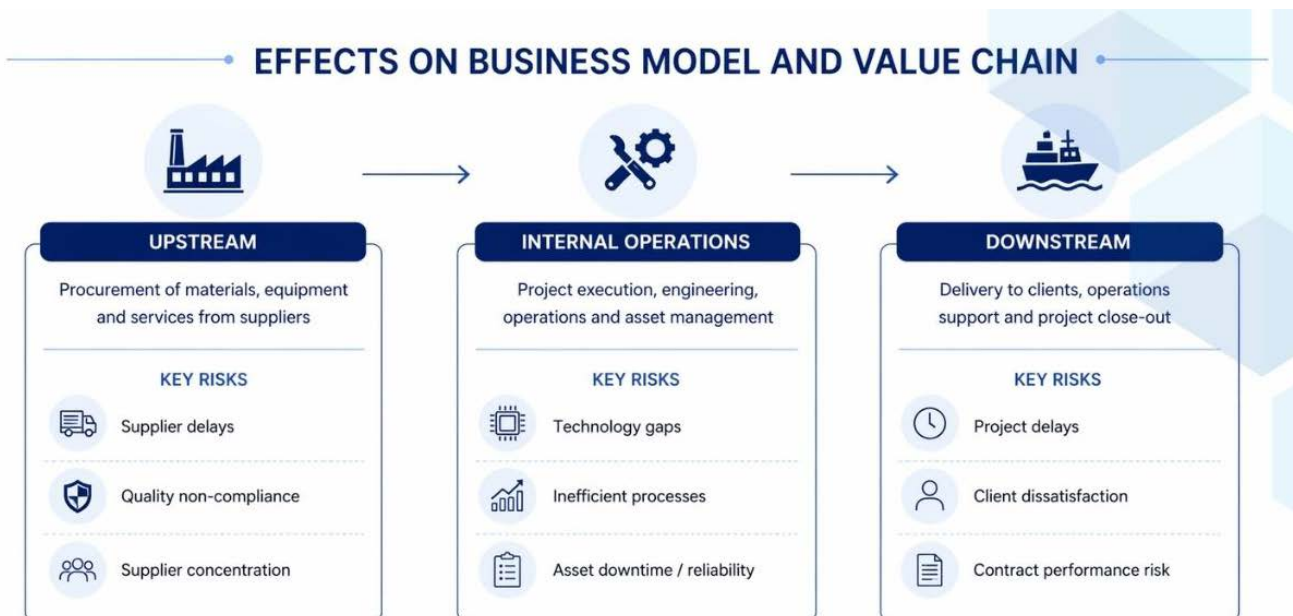 EFFECTS ON BUSINESS MODEL AND VALUE CHAIN
UPSTREAM
Procurement of materials, equipment
and services from suppliers
KEY RISKS
Supplier delays
Quality non-compliance
Supplier concentration
INTERNAL OPERATIONS
Project execution, engineering,
operations and asset management
KEY RISKS
Technology gaps
Inefficient processes
Asset downtime / reliability
DOWNSTREAM
Delivery to clients, operations
support and project close-out
KEY RISKS
Project delays
Client dissatisfaction
Contract performance risk